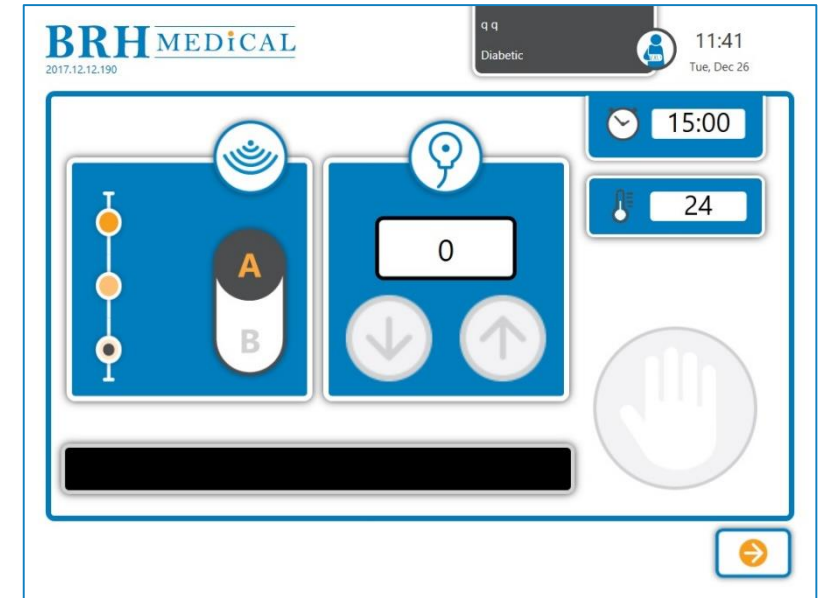 BRH MEDiCAL
2017.12.12.190
q q
Diabetic
11:41
Tue, Dec 26
15:00
24
A
B
0